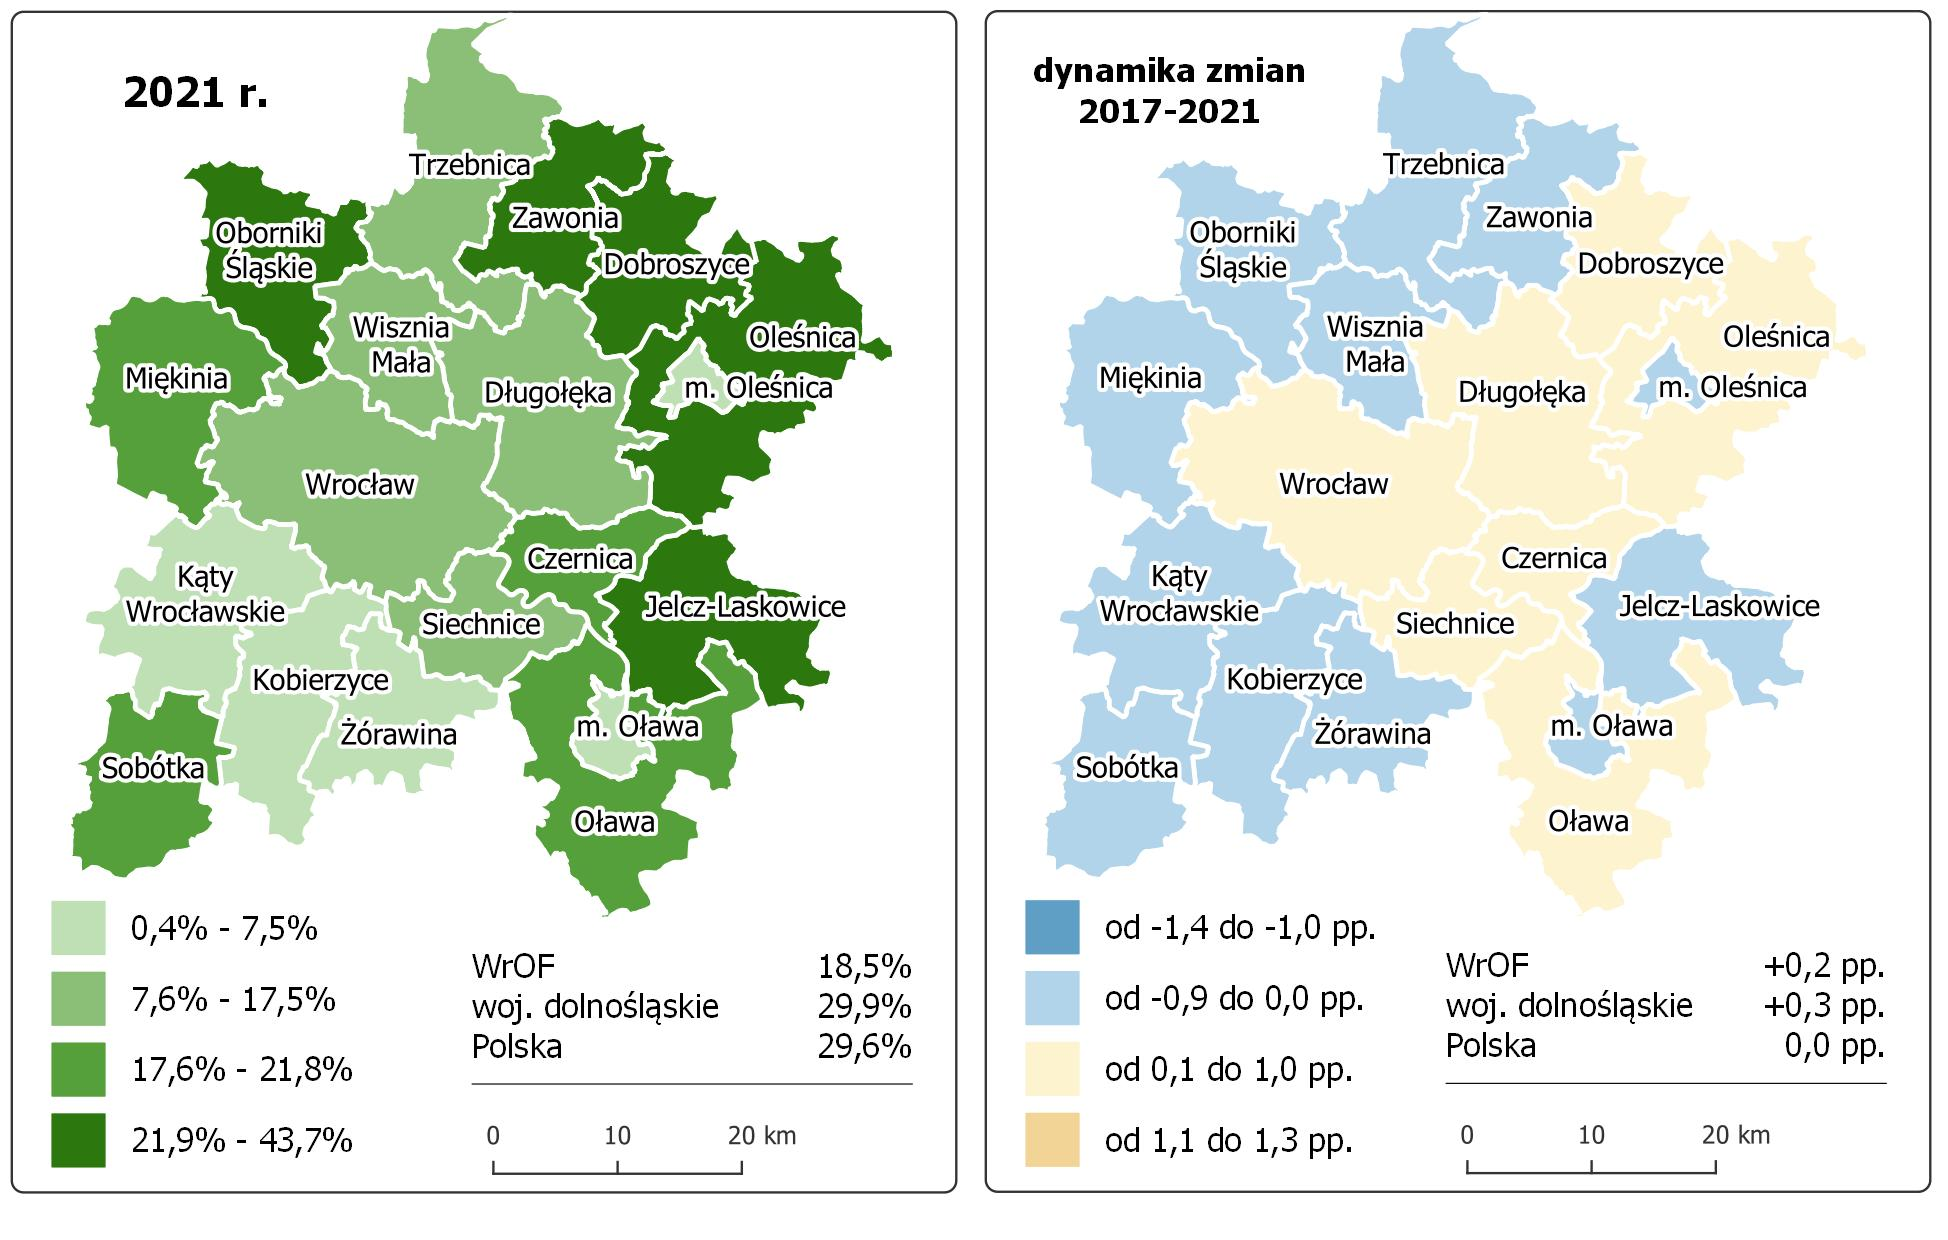 2021 r.
Trzebnica
Zawonia
Oborniki
Śląskie
Dobroszyce
Wisznia
Mała
Oleśnica
Miękinia
m. Oleśnica
Długołęka
Wrocław
Czernica
Kąty
Wrocławskie
Jelcz-Laskowice
Siechnice
Kobierzyce
m. Oława
Żórawina
Sobótka
Oława
0,4% - 7,5%
7,6% - 17,5%
17,6% - 21,8%
21,9% - 43,7%
WrOF 18,5%
woj. dolnośląskie 29,9%
Polska 29,6%
0 10 20 km
dynamika zmian
2017-2021
Trzebnica
Zawonia
Oborniki
Śląskie
Dobroszyce
Wisznia
Mała
Oleśnica
Miękinia
m. Oleśnica
Długołęka
Wrocław
Czernica
Kąty
Wrocławskie
Jelcz-Laskowice
Siechnice
Kobierzyce
m. Oława
Żórawina
Sobótka
Oława
od -1,4 do -1,0 pp.
od -0,9 do 0,0 pp.
od 0,1 do 1,0 pp.
od 1,1 do 1,3 pp.
WrOF +0,2 pp.
woj. dolnośląskie +0,3 pp.
Polska 0,0 pp.
0 10 20 km